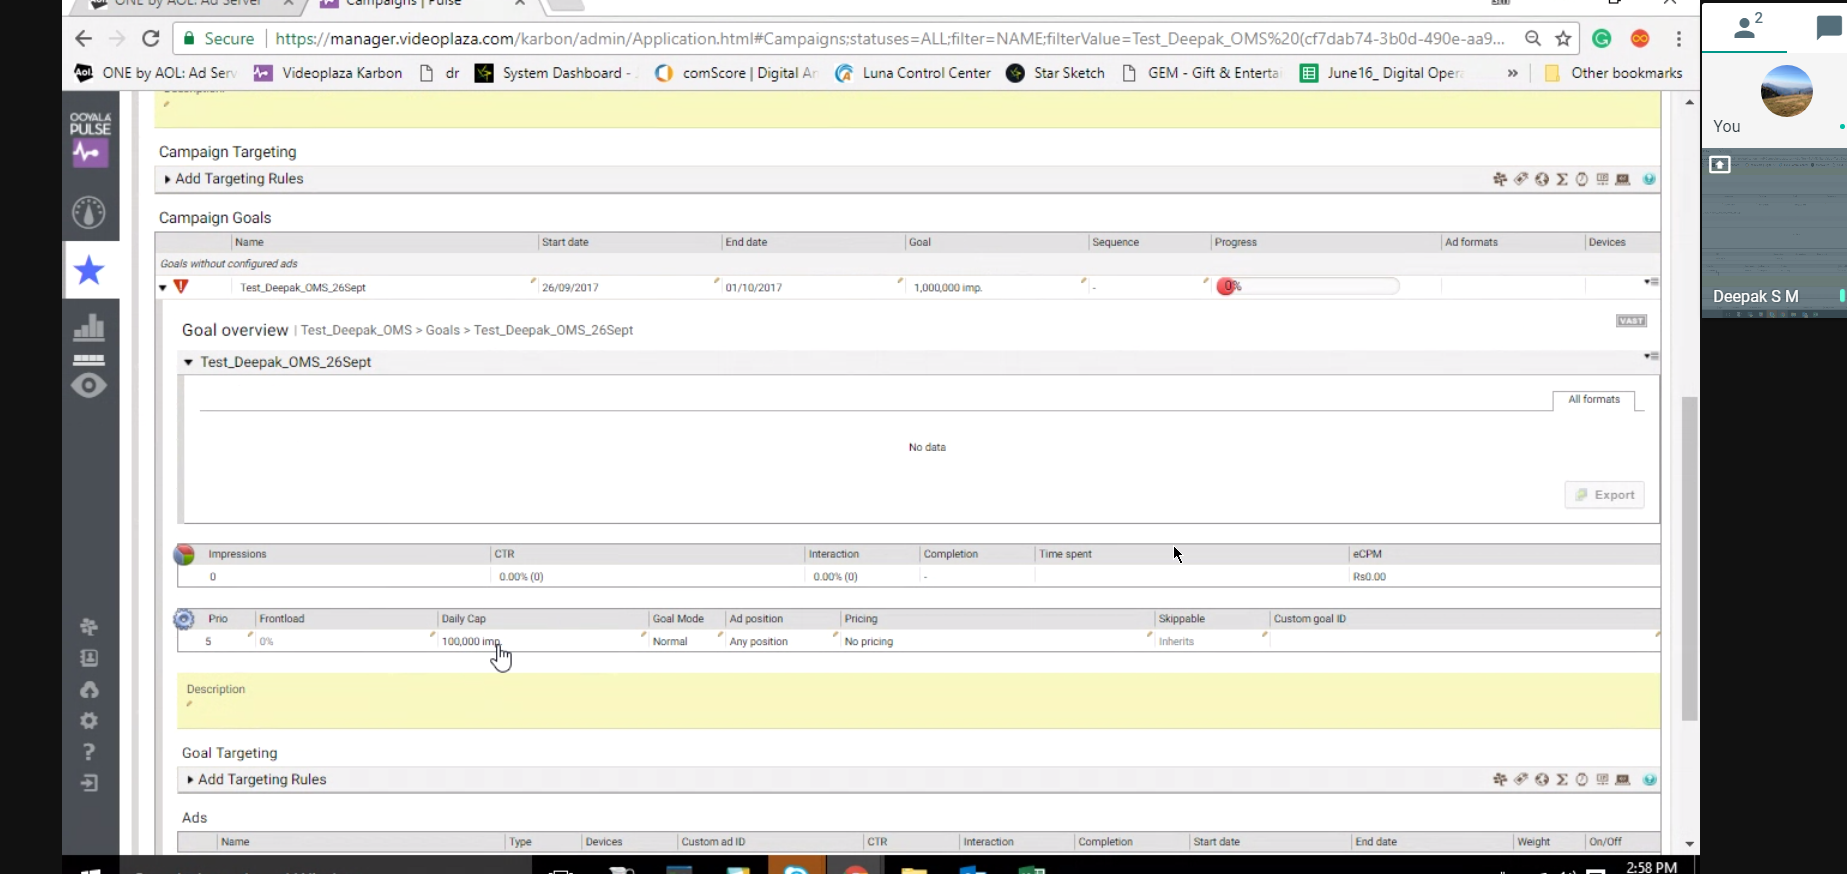 ONE by AOL: Ad Server
Campaigns | Pulse
Secure | https://manager.videoplaza.com/karbon/admin/Application.html#Campaigns;statuses=ALL;filter=NAME;filterValue=Test_Deepak_OMS%20(cf7dab74-3b0d-490e-aa9...
Aol. ONE by AOL: Ad Serv Videoplaza Karbon dr System Dashboard - comScore | Digital An Luna Control Center Star Sketch GEM - Gift & Enterta June16_ Digital Oper » Other bookmarks
2
You
Deepak S M
OOYALA
PULSE
Description
Campaign Targeting
Add Targeting Rules
Campaign Goals
Name Start date End date Goal Sequence Progress Ad formats Devices
Goals without configured ads
Test_Deepak_OMS_26Sept 26/09/2017 01/10/2017 1,000,000 imp. - 0%
Goal overview | Test_Deepak_OMS > Goals > Test_Deepak_OMS_26Sept
VAST
Test_Deepak_OMS_26Sept
All formats
No data
Export
Impressions CTR Interaction Completion Time spent eCPM
0 0.00% (0) 0.00% (0) - Rs0.00
Prio Frontload Daily Cap Goal Mode Ad position Pricing Skippable Custom goal ID
5 0% 100,000 imp. Normal Any position No pricing Inherits
Description
Goal Targeting
Add Targeting Rules
Ads
Name Type Devices Custom ad ID CTR Interaction Completion Start date End date Weight On/Off
2:58 PM